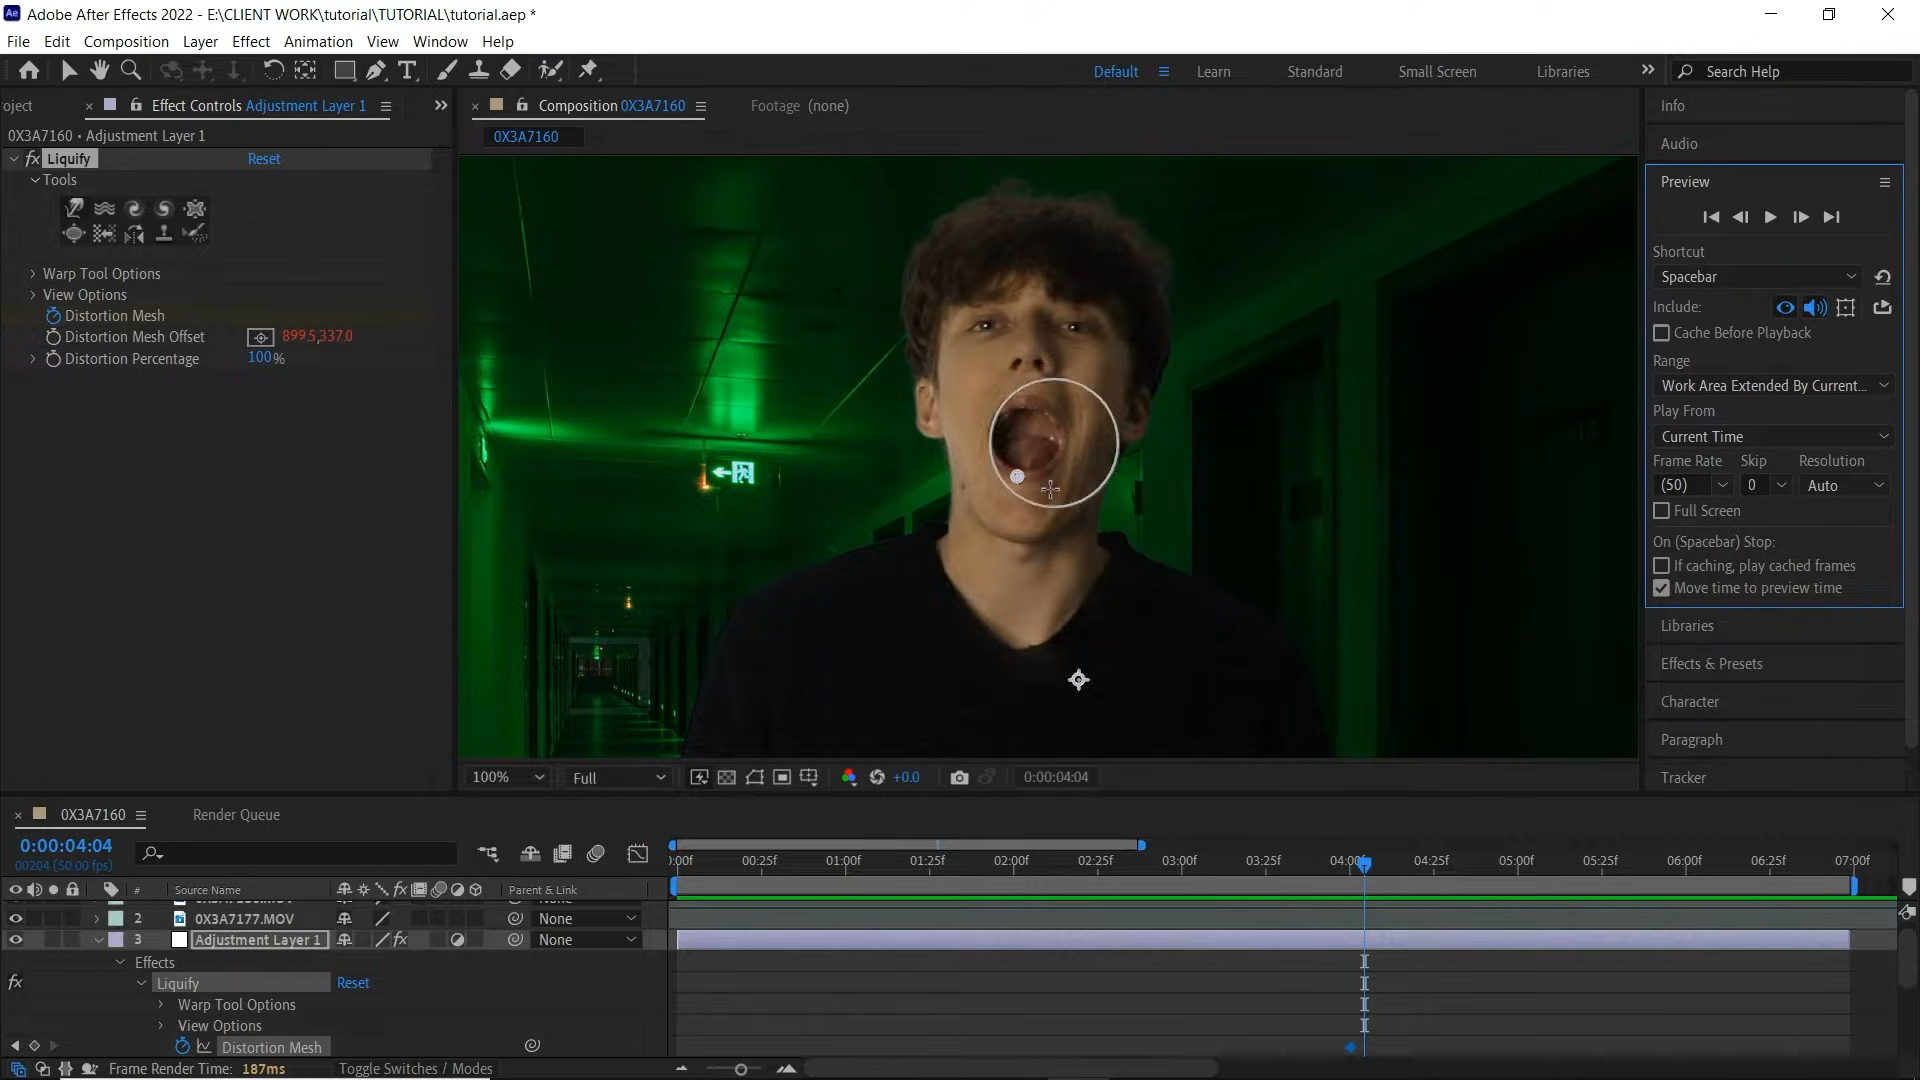 Ae Adobe After Effects 2022 - E:\CLIENT WORK\tutorial\TUTORIAL\tutorial.aep *
File Edit Composition Layer Effect Animation View Window Help
Default Learn Standard Small Screen Libraries Search Help
oject Effect Controls Adjustment Layer 1
0X3A7160 • Adjustment Layer 1
fx Liquify Reset
Tools
Warp Tool Options
View Options
Distortion Mesh
Distortion Mesh Offset 899.5,337.0
Distortion Percentage 100 %
Composition 0X3A7160 Footage (none)
0X3A7160
100% Full +0.0 0:00:04:04
Info
Audio
Preview
Shortcut
Spacebar
Include:
Cache Before Playback
Range
Work Area Extended By Current...
Play From
Current Time
Frame Rate Skip Resolution
(50) 0 Auto
Full Screen
On (Spacebar) Stop:
If caching, play cached frames
Move time to preview time
Libraries
Effects & Presets
Character
Paragraph
Tracker
0X3A7160 Render Queue
0:00:04:04
00204 (50.00 fps)
):00f 00:25f 01:00f 01:25f 02:00f 02:25f 03:00f 03:25f 04:00f 04:25f 05:00f 05:25f 06:00f 06:25f 07:00f
# Source Name fx Parent & Link
2 0X3A7177.MOV None
3 Adjustment Layer 1 fx None
Effects
fx Liquify Reset
Warp Tool Options
View Options
Distortion Mesh
Frame Render Time: 187ms Toggle Switches / Modes